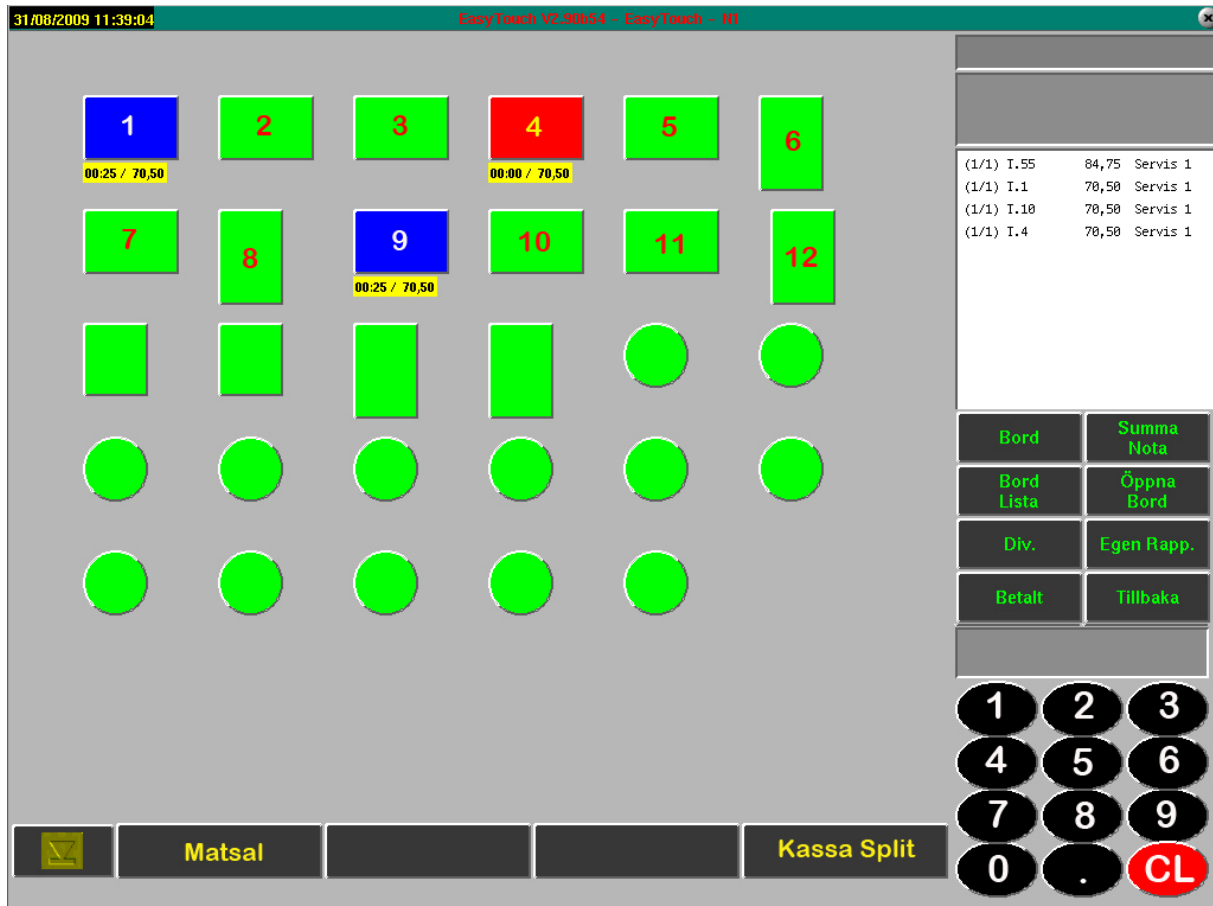 31/08/2009 11:39:04
EasyTouch V2.90b54 - EasyTouch - N1
1
2
3
4
5
6
00:25 / 70,50
00:00 / 70,50
7
8
9
10
11
12
00:25 / 70,50
(1/1) T.55 84,75 Servis 1
(1/1) T.1 70,50 Servis 1
(1/1) T.10 70,50 Servis 1
(1/1) T.4 70,50 Servis 1
Bord
Summa
Nota
Bord
Lista
Öppna
Bord
Div.
Egen Rapp.
Betalt
Tillbaka
1 2 3
4 5 6
7 8 9
0 . CL
Matsal
Kassa Split